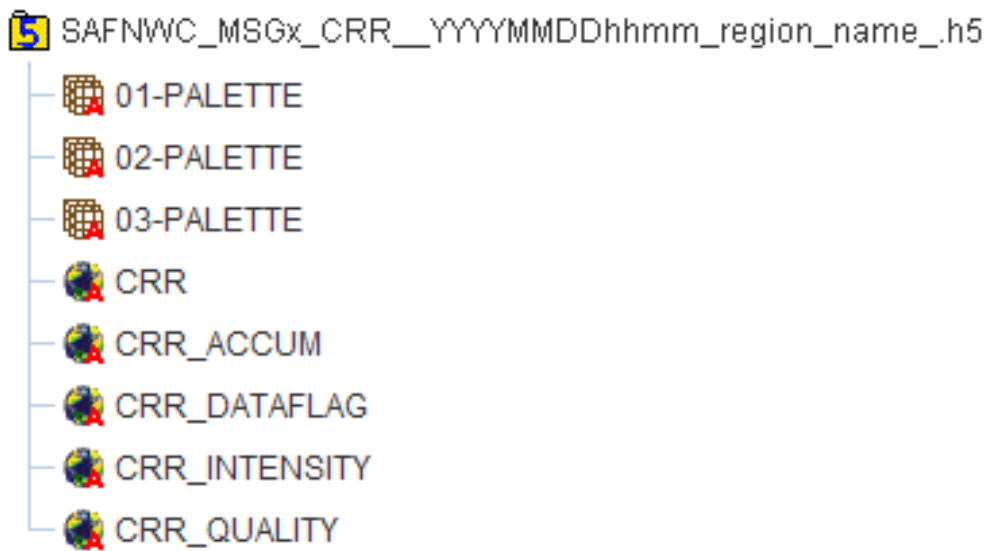 SAFNWC_MSGx_CRR__YYYYMMDDhhmm_region_name_.h5
01-PALETTE
02-PALETTE
03-PALETTE
CRR
CRR_ACCUM
CRR_DATAFLAG
CRR_INTENSITY
CRR_QUALITY